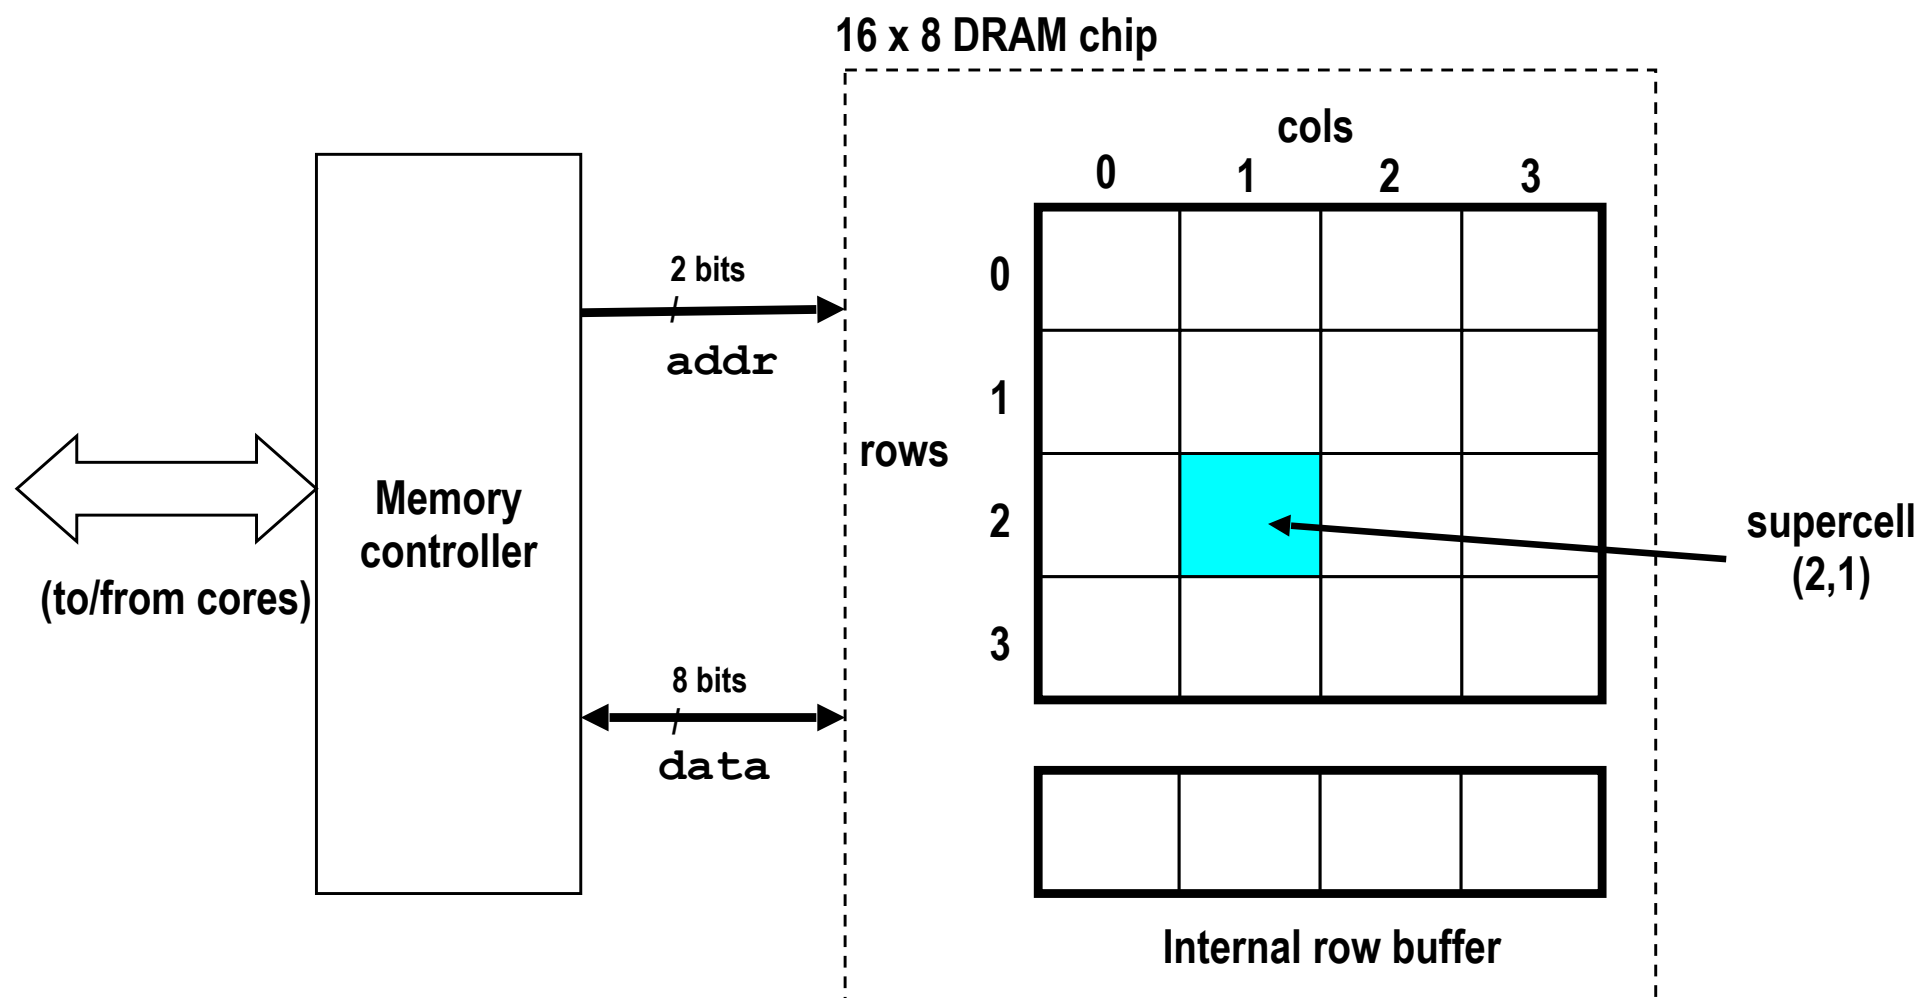 16 x 8 DRAM chip
cols
0 1 2 3
0
2 bits
addr
1
rows
Memory
controller
2
supercell
(2,1)
(to/from cores)
3
8 bits
data
Internal row buffer